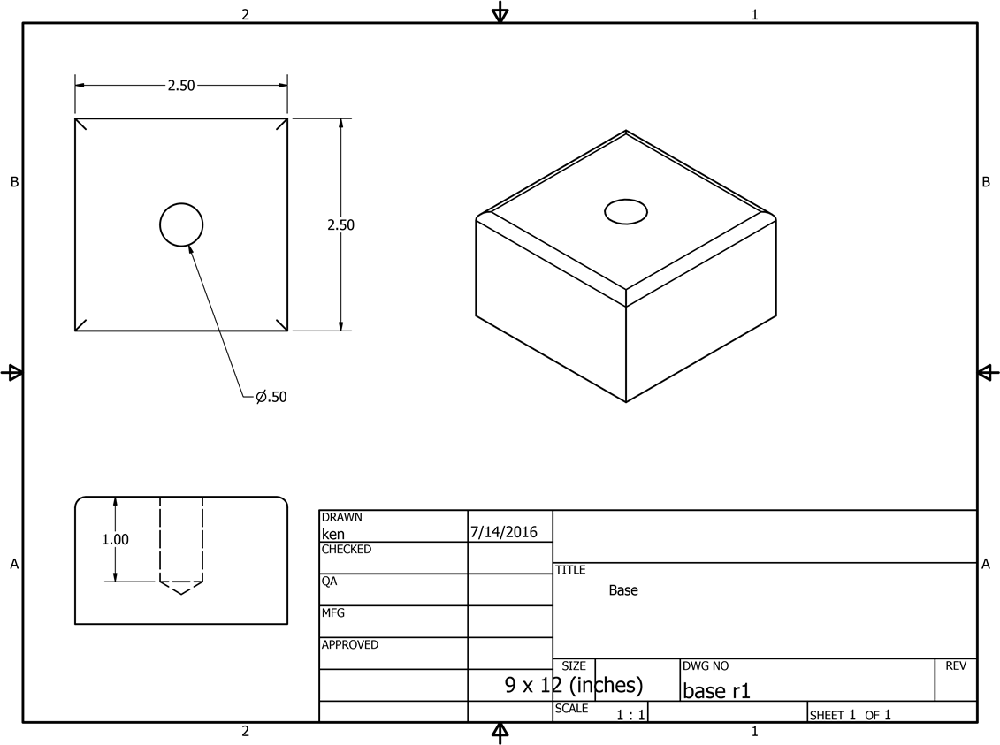 2 1
2.50
B B
2.50
Ø.50
1.00
A A
DRAWN
ken 7/14/2016
CHECKED
QA
MFG
APPROVED
TITLE
Base
SIZE DWG NO REV
9 x 12 (inches) base r1
SCALE 1 : 1 SHEET 1 OF 1
2 1